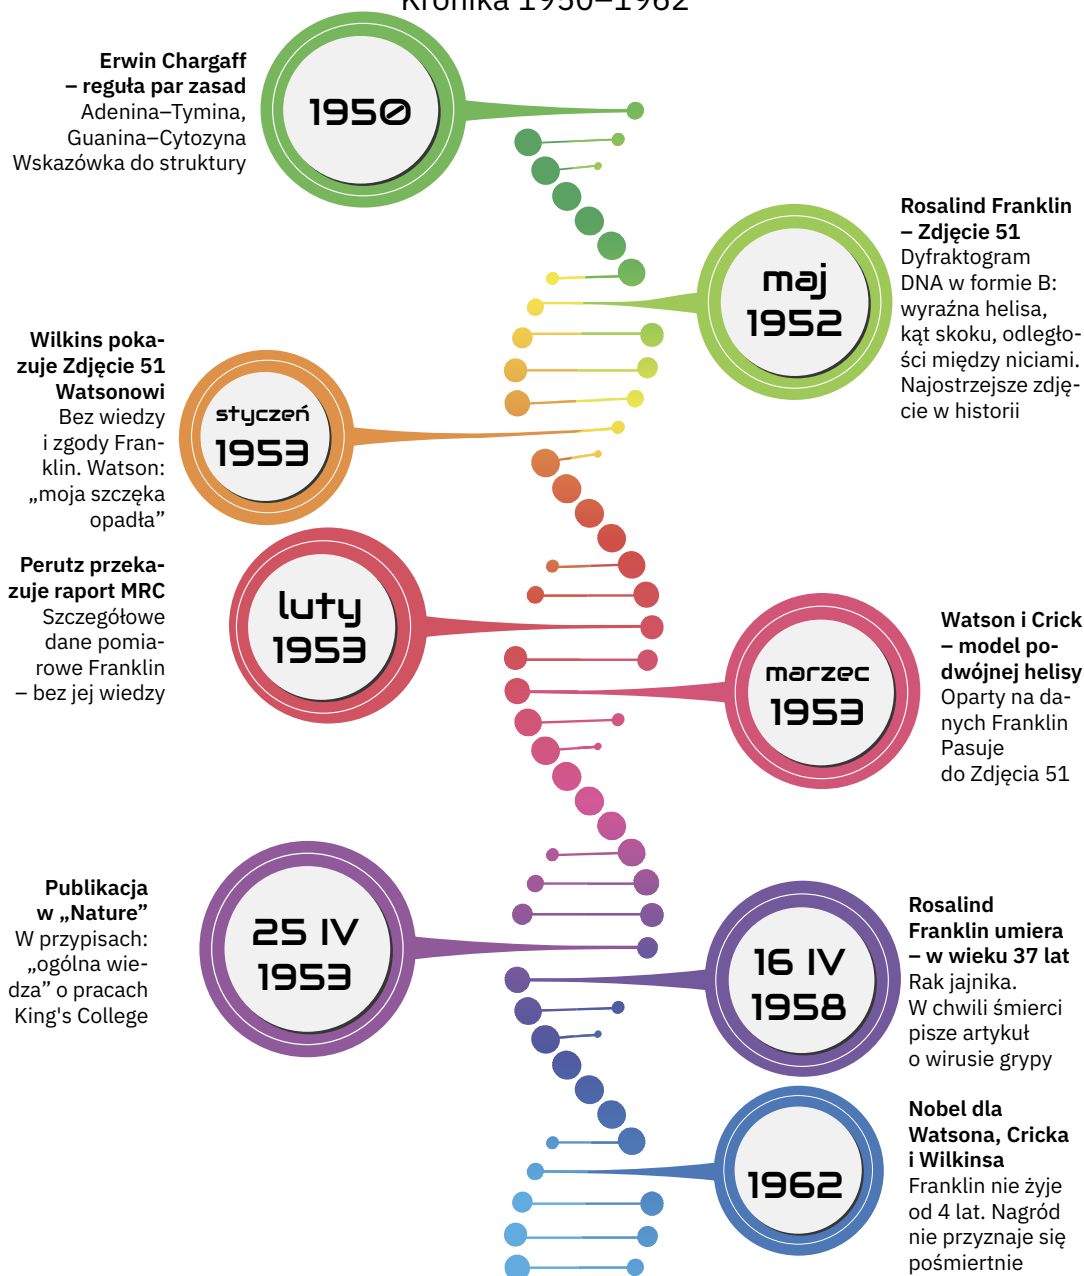 Kronika 1950–1962
Erwin Chargaff
– reguła par zasad
Adenina–Tymina,
Guanina–Cytozyna
Wskazówka do struktury
1950
Rosalind Franklin
– Zdjęcie 51
Dyfraktogram
DNA w formie B:
wyraźna helisa,
kąt skoku, odległo-
ści między niciami.
Najostrzejsze zdję-
cie w historii
maj
1952
Wilkins poka-
zuje Zdjęcie 51
Watsonowi
Bez wiedzy
i zgody Fran-
klin. Watson:
„moja szczęka
opadła”
styczeń
1953
Perutz przeka-
zuje raport MRC
Szczegółowe
dane pomia-
rowe Franklin
– bez jej wiedzy
luty
1953
Watson i Crick
– model po-
dwójnej helisy
Oparty na da-
nych Franklin
Pasuje
do Zdjęcia 51
marzec
1953
Publikacja
w „Nature”
W przypisach:
„ogólna wie-
dza” o pracach
King's College
25 IV
1953
Rosalind
Franklin umiera
– w wieku 37 lat
Rak jajnika.
W chwili śmierci
pisze artykuł
o wirusie grypy
16 IV
1958
Nobel dla
Watsona, Cricka
i Wilkinsa
Franklin nie żyje
od 4 lat. Nagród
nie przyznaje się
pośmiertnie
1962